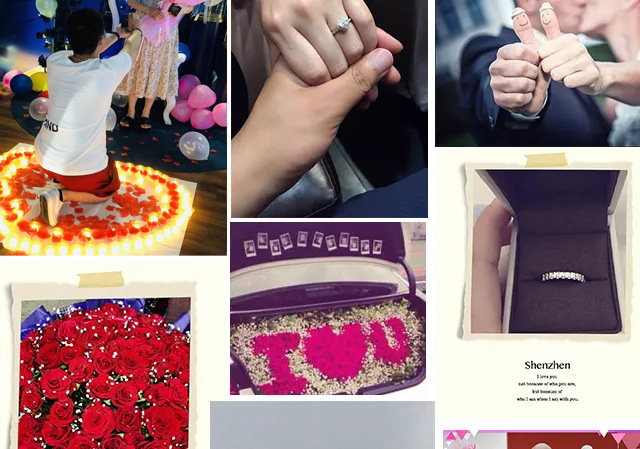 I ♥ U
Shenzhen
I love you
not because of who you are,
but because of
who I am when I am with you.